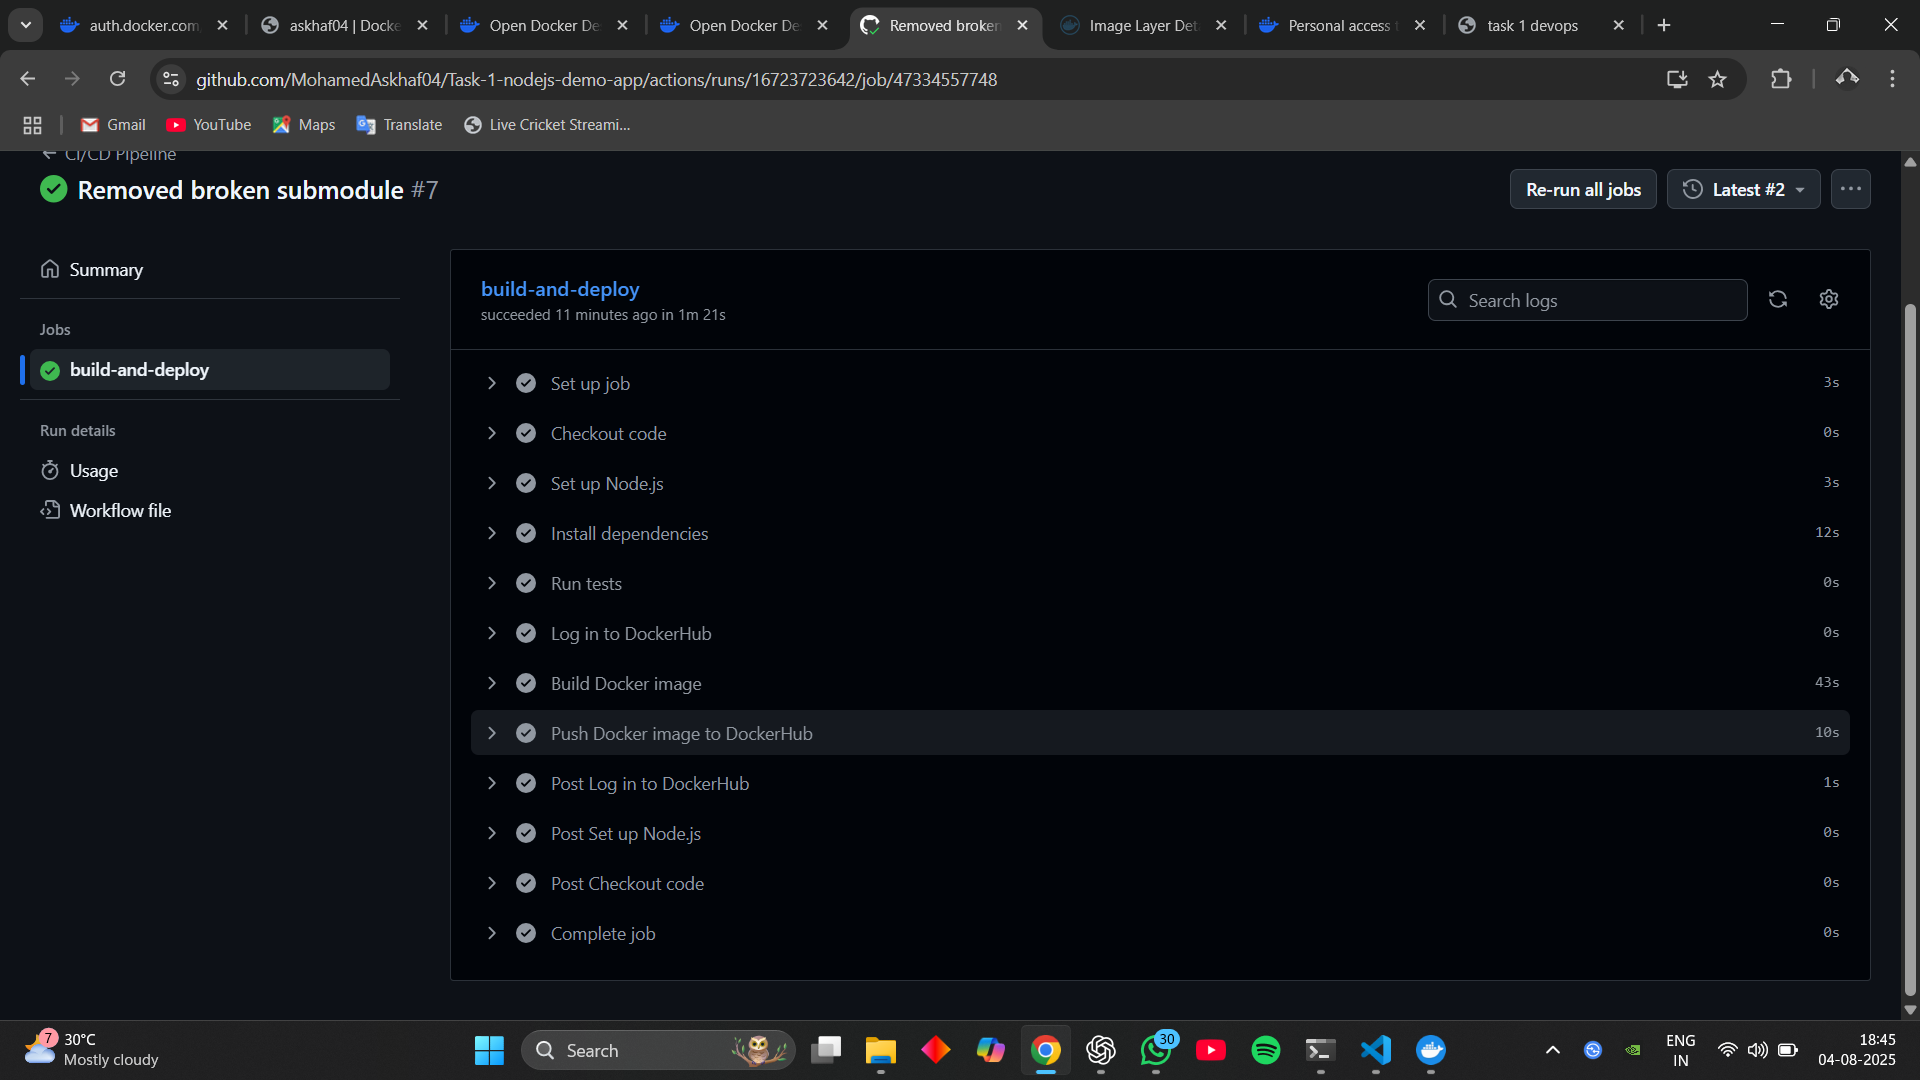 auth.docker.com
askhaf04 | Docke
Open Docker De
Open Docker De
Removed broken
Image Layer Det
Personal access t
task 1 devops
github.com/MohamedAskhaf04/Task-1-nodejs-demo-app/actions/runs/16723723642/job/47334557748
Gmail
YouTube
Maps
Translate
Live Cricket Streami...
CI/CD Pipeline
Removed broken submodule #7
Re-run all jobs
Latest #2
Summary
Jobs
build-and-deploy
Run details
Usage
Workflow file
build-and-deploy
succeeded 11 minutes ago in 1m 21s
Search logs
Set up job 3s
Checkout code 0s
Set up Node.js 3s
Install dependencies 12s
Run tests 0s
Log in to DockerHub 0s
Build Docker image 43s
Push Docker image to DockerHub 10s
Post Log in to DockerHub 1s
Post Set up Node.js 0s
Post Checkout code 0s
Complete job 0s
7
30°C
Mostly cloudy
Search
30
ENG
IN
18:45
04-08-2025